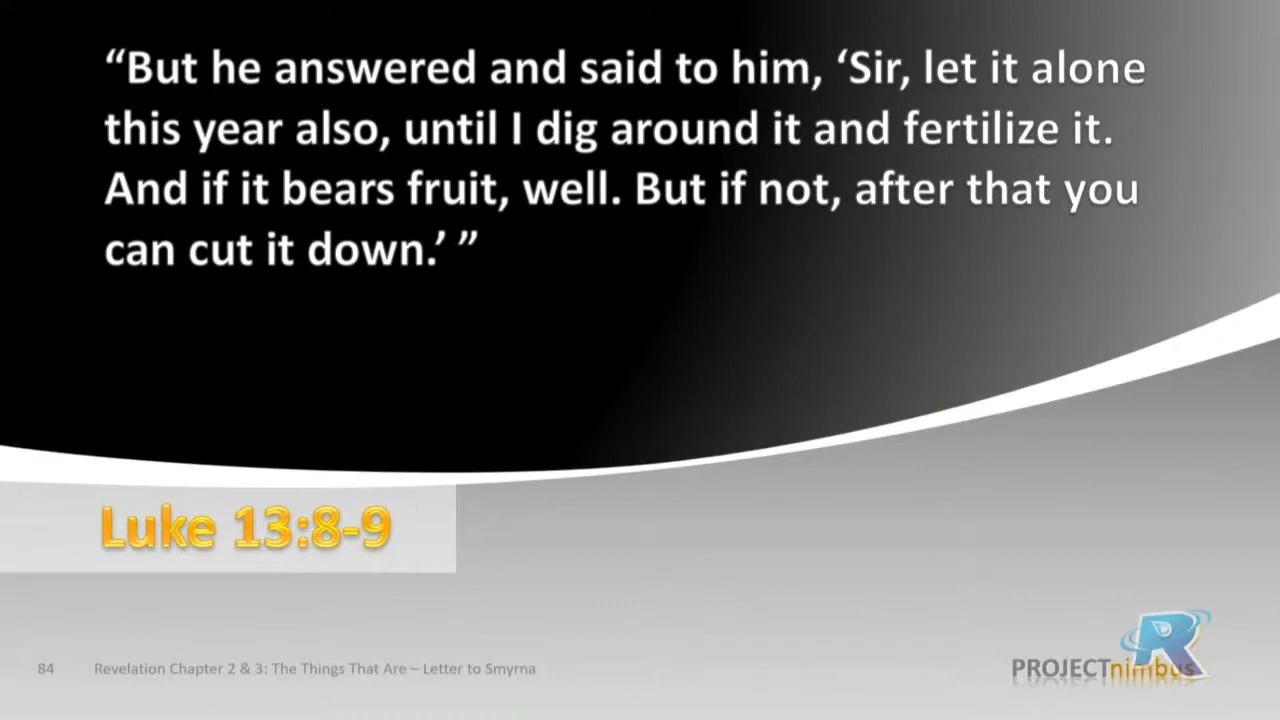 “But he answered and said to him, ‘Sir, let it alone
this year also, until I dig around it and fertilize it.
And if it bears fruit, well. But if not, after that you
can cut it down.’ ”
Luke 13:8-9
84 Revelation Chapter 2 & 3: The Things That Are – Letter to Smyrna
PROJECTnimbus
R